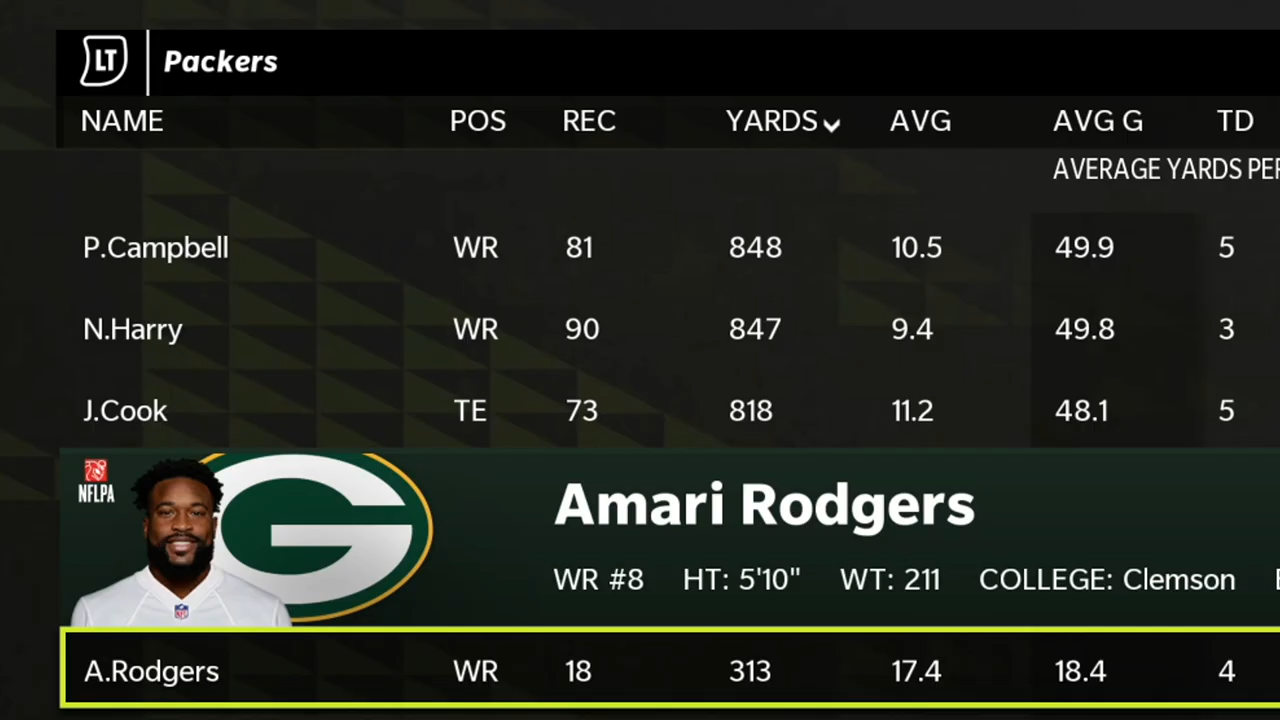 LT Packers
NAME POS REC YARDS AVG AVG G TD
AVERAGE YARDS PER
P.Campbell WR 81 848 10.5 49.9 5
N.Harry WR 90 847 9.4 49.8 3
J.Cook TE 73 818 11.2 48.1 5
NFLPA
G
Amari Rodgers
WR #8 HT: 5'10" WT: 211 COLLEGE: Clemson
A.Rodgers WR 18 313 17.4 18.4 4